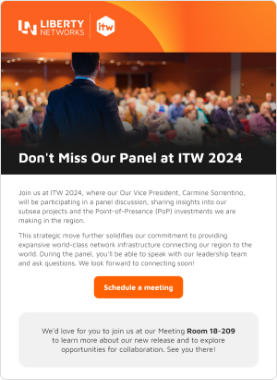 LIBERTY
NETWORKS
itw
Don't Miss Our Panel at ITW 2024
Join us at ITW 2024, where our Our Vice President, Carmine Sorrentino,
will be participating in a panel discussion, sharing insights into our
subsea projects and the Point-of-Presence (PoP) investments we are
making in the region.
This strategic move further solidifies our commitment to providing
expansive world-class network infrastructure connecting our region to the
world. During the panel, you'll be able to speak with our leadership team
and ask questions. We look forward to connecting soon!
Schedule a meeting
We'd love for you to join us at our Meeting Room 18-209
to learn more about our new release and to explore
opportunities for collaboration. See you there!